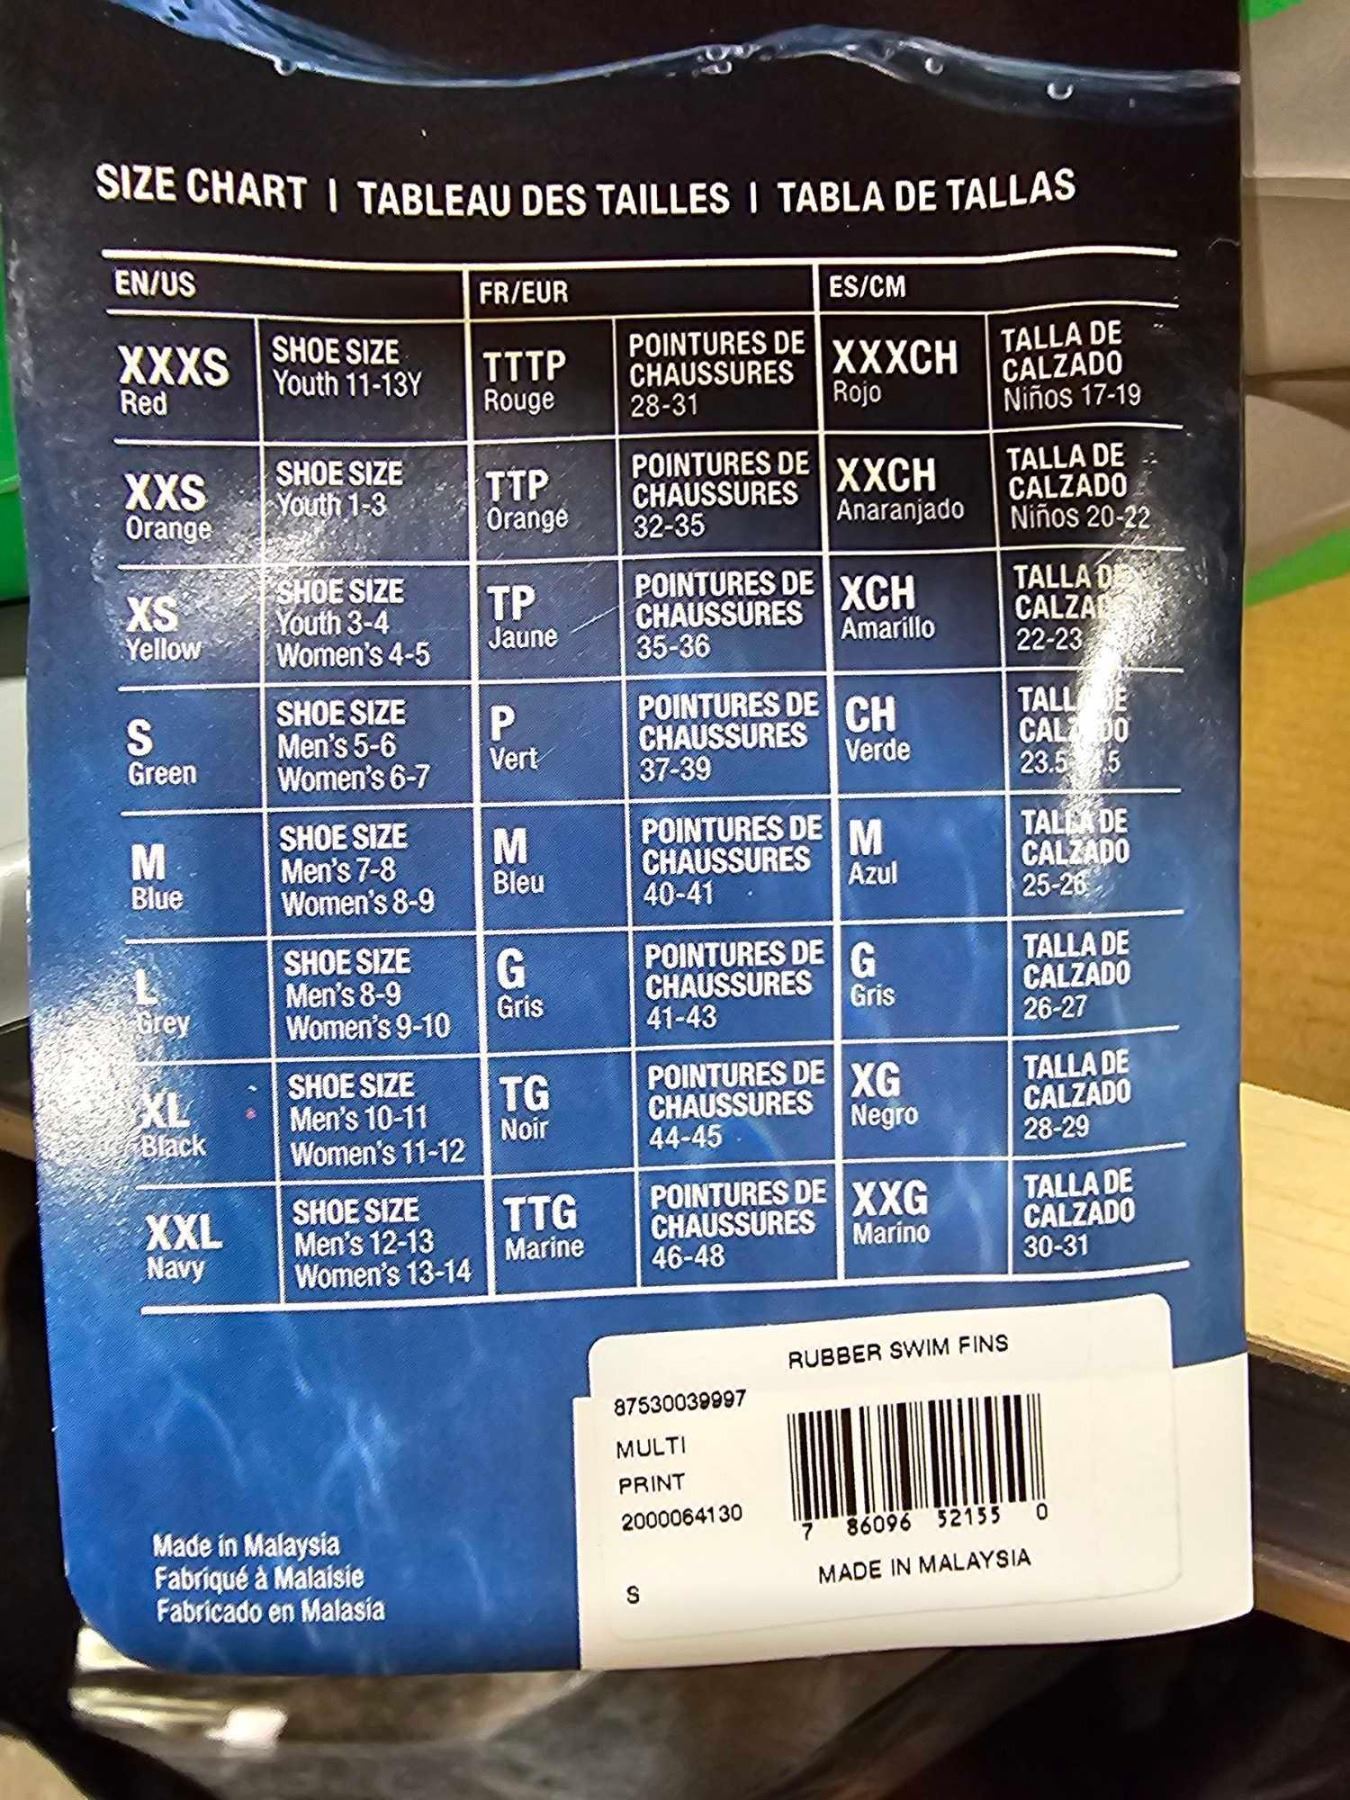 SIZE CHART | TABLEAU DES TAILLES | TABLA DE TALLAS
EN/US FR/EUR ES/CM
XXXS
Red
SHOE SIZE
Youth 11-13Y
TTTP
Rouge
POINTURES DE
CHAUSSURES
28-31
XXXCH
Rojo
TALLA DE
CALZADO
Niños 17-19
XXS
Orange
SHOE SIZE
Youth 1-3
TTP
Orange
POINTURES DE
CHAUSSURES
32-35
XXCH
Anaranjado
TALLA DE
CALZADO
Niños 20-22
XS
Yellow
SHOE SIZE
Youth 3-4
Women's 4-5
TP
Jaune
POINTURES DE
CHAUSSURES
35-36
XCH
Amarillo
TALLA DE
22-23
S
Green
SHOE SIZE
Men's 5-6
Women's 6-7
P
Vert
POINTURES DE
CHAUSSURES
37-39
CH
Verde
M
Blue
SHOE SIZE
Men's 7-8
Women's 8-9
M
Bleu
POINTURES DE
CHAUSSURES
40-41
M
Azul
TALLA DE
CALZADO
25-26
L
Grey
SHOE SIZE
Men's 8-9
Women's 9-10
G
Gris
POINTURES DE
CHAUSSURES
41-43
G
Gris
TALLA DE
CALZADO
26-27
XL
Black
SHOE SIZE
Men's 10-11
Women's 11-12
TG
Noir
POINTURES DE
CHAUSSURES
44-45
XG
Negro
TALLA DE
CALZADO
28-29
XXL
Navy
SHOE SIZE
Men's 12-13
Women's 13-14
TTG
Marine
POINTURES DE
CHAUSSURES
46-48
XXG
Marino
TALLA DE
CALZADO
30-31
RUBBER SWIM FINS
87530039997
MULTI
PRINT
2000064130
7 86096 52155 0
MADE IN MALAYSIA
S
Made in Malaysia
Fabriqué à Malaisie
Fabricado en Malasia